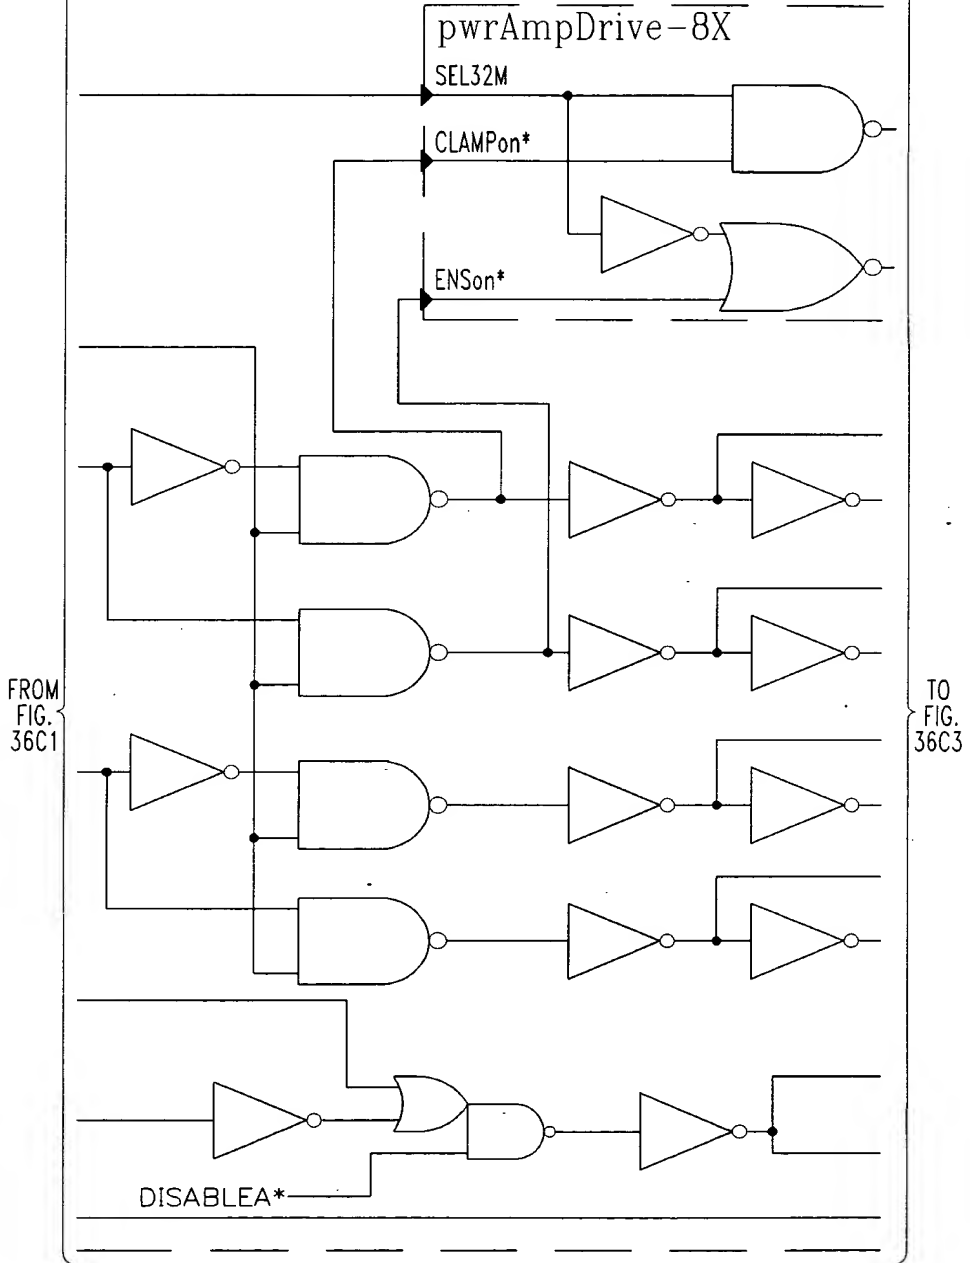 pwrAmpDrive-8X
SEL32M
CLAMPon*
ENSon*
FROM
FIG.
36C1
TO
FIG.
36C3
DISABLEA*